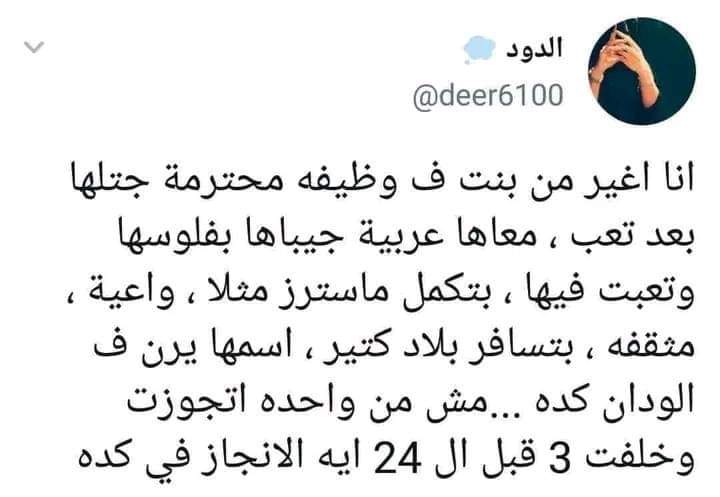 الدود
@deer6100
انا اغير من بنت ف وظيفه محترمة جتلها
بعد تعب ، معاها عربية جيباها بفلوسها
وتعبت فيها ، بتكمل ماسترز مثلا ، واعية ،
مثقفه ، بتسافر بلاد كتير ، اسمها يرن ف
الودان كده ...مش من واحده اتجوزت
وخلفت 3 قبل ال 24 ايه الانجاز في كده